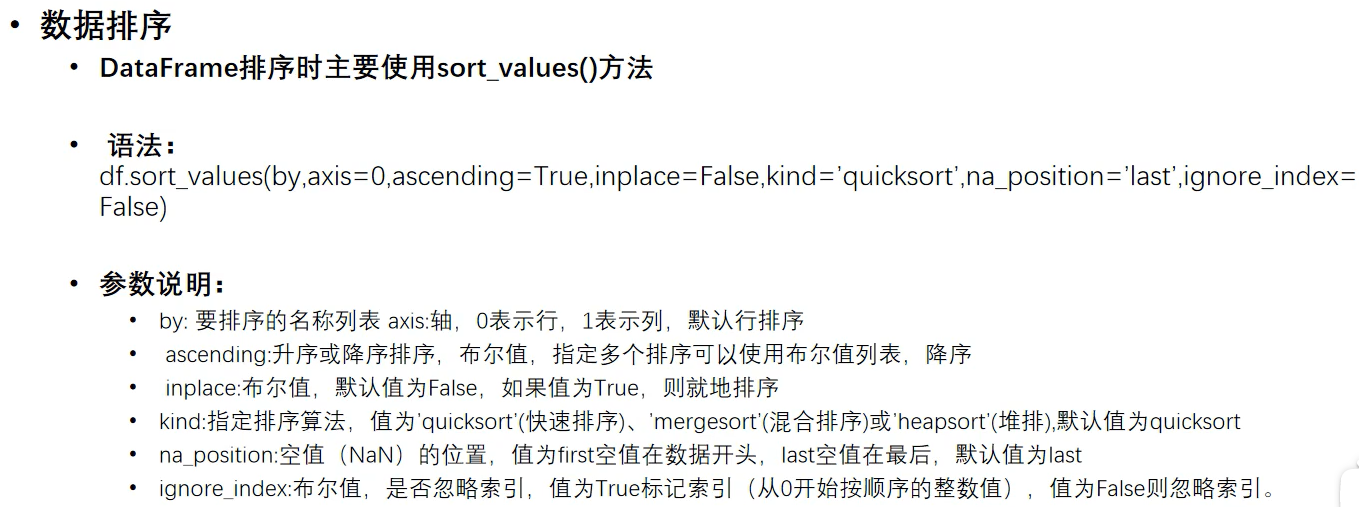 • 数据排序
• DataFrame排序时主要使用sort_values()方法
• 语法：
df.sort_values(by,axis=0,ascending=True,inplace=False,kind=’quicksort’,na_position=’last’,ignore_index=
False)
• 参数说明：
• by: 要排序的名称列表 axis:轴，0表示行，1表示列，默认行排序
• ascending:升序或降序排序，布尔值，指定多个排序可以使用布尔值列表，降序
• inplace:布尔值，默认值为False，如果值为True，则就地排序
• kind:指定排序算法，值为’quicksort’(快速排序)、’mergesort’(混合排序)或’heapsort’(堆排),默认值为quicksort
• na_position:空值（NaN）的位置，值为first空值在数据开头，last空值在最后，默认值为last
• ignore_index:布尔值，是否忽略索引，值为True标记索引（从0开始按顺序的整数值），值为False则忽略索引。